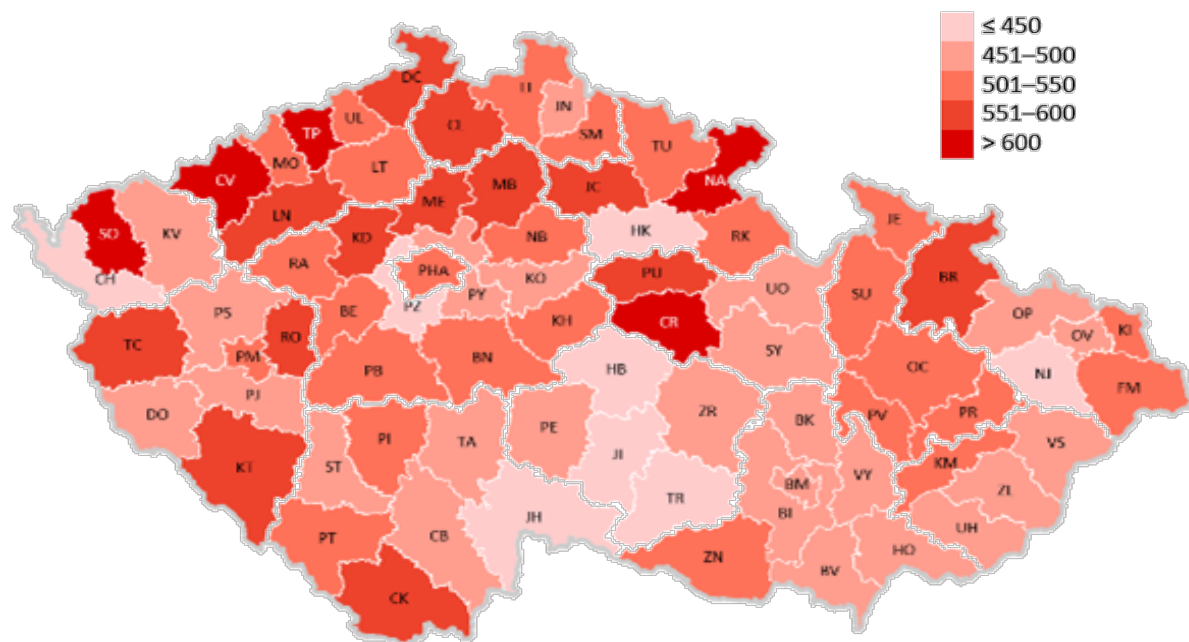 ≤ 450
451–500
501–550
551–600
> 600
DC
LI
JN
UL
TP
CL
SM
TU
MO
LT
CV
NA
MB
JC
ME
LN
SO
KV
KD
NB
HK
RK
JE
RA
PHA
CH
PZ
PY
KO
PU
UO
SU
BR
PS
BE
KH
CR
OP
OV
KI
TC
RO
PM
BN
SY
PB
HB
OC
NJ
FM
PJ
DO
ZR
PV
PR
PE
BK
VS
KT
ST
PI
TA
JI
KM
VY
BM
ZL
TR
JH
BI
UH
PT
CB
HO
ZN
BV
CK